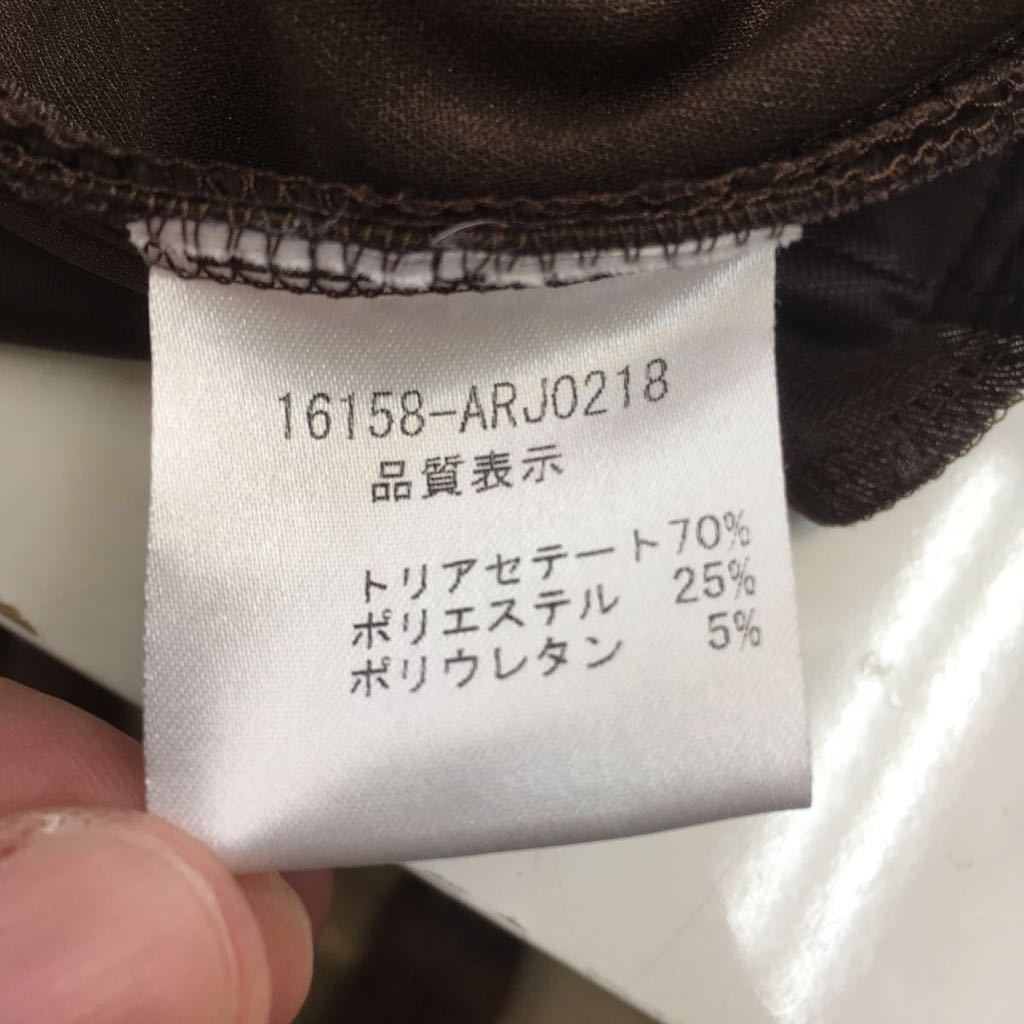 16158-ARJ0218
品質表示
トリアセテート70%
ポリエステル 25%
ポリウレタン 5%